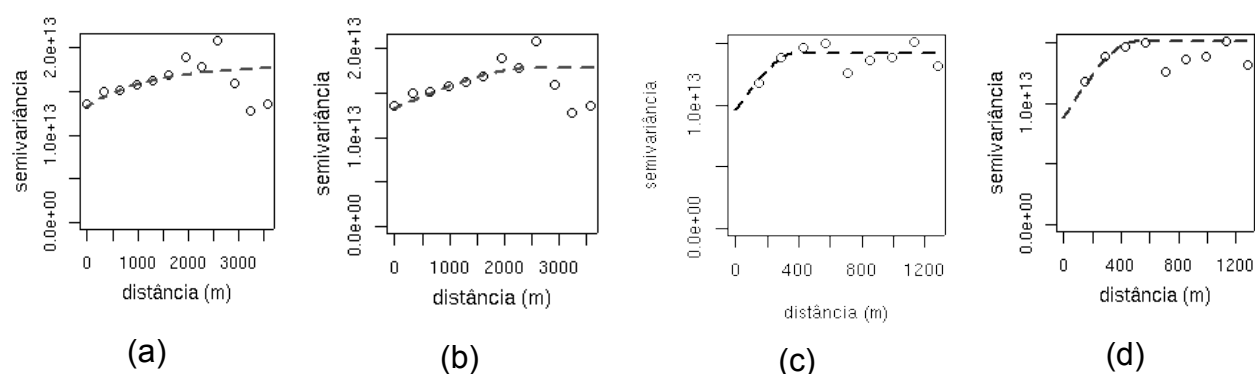 semivariância
0.0e+00 1.0e+13 2.0e+13
0 1000 2000 3000
distância (m)
(a)
semivariância
0.0e+00 1.0e+13 2.0e+13
0 1000 2000 3000
distância (m)
(b)
semivariância
0.0e+00 1.0e+13
0 400 800 1200
distância (m)
(c)
semivariância
0.0e+00 1.0e+13
0 400 800 1200
distância (m)
(d)